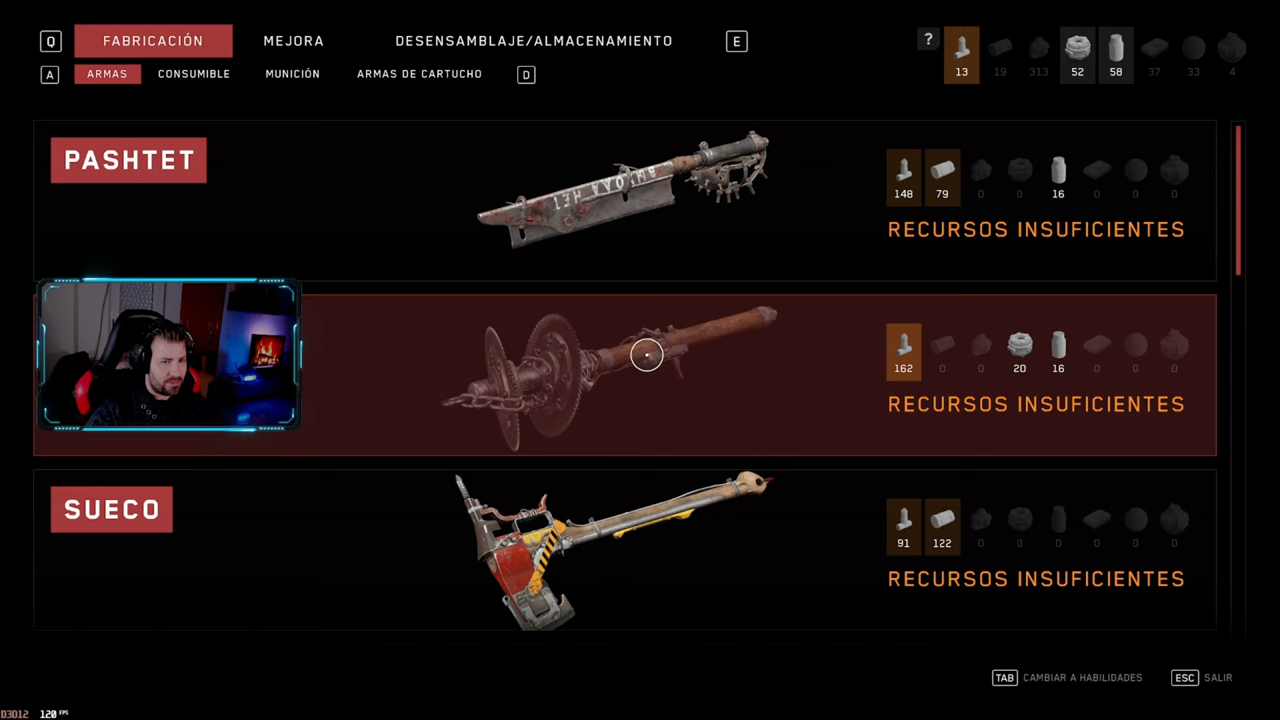 Q FABRICACIÓN MEJORA DESENSAMBLAJE/ALMACENAMIENTO E ?
A ARMAS CONSUMIBLE MUNICIÓN ARMAS DE CARTUCHO D
13 19 313 52 58 37 33 4
PASHTET
148 79 0 0 16 0 0 0
RECURSOS INSUFICIENTES
162 0 0 20 16 0 0 0
RECURSOS INSUFICIENTES
SUECO
91 122 0 0 0 0 0 0
RECURSOS INSUFICIENTES
TAB CAMBIAR A HABILIDADES ESC SALIR
D3D12 120 FPS